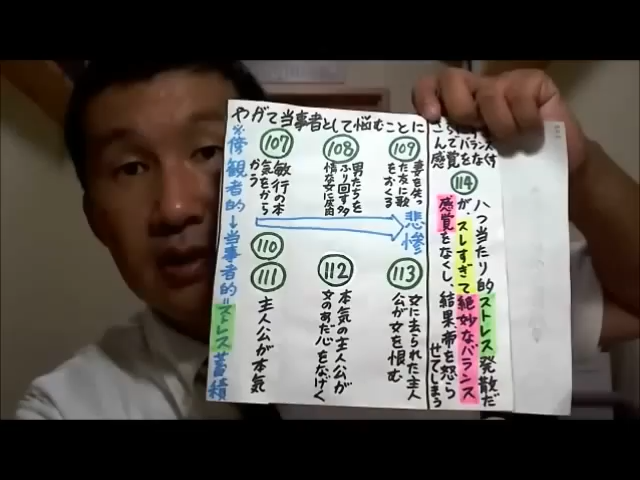 やがて当事者として悩むことに
※傍観者的→当事者的=ストレス蓄積
107
敏行の本
気をから
かう
108
男たちを
ふり回す多
情な女に居留
109
妻を失っ
た友に歌
をおくる
悲惨
110
111
主人公が本気
112
本気の主人公が
女のあだ心をなげく
113
女に去られた主人
公が女を恨む
んでバランス
感覚をなす
114
八つ当たり的ストレス発散だ
が、スレすぎて絶妙なバランス
感覚をなくし、結果帝を怒ら
せてしまう